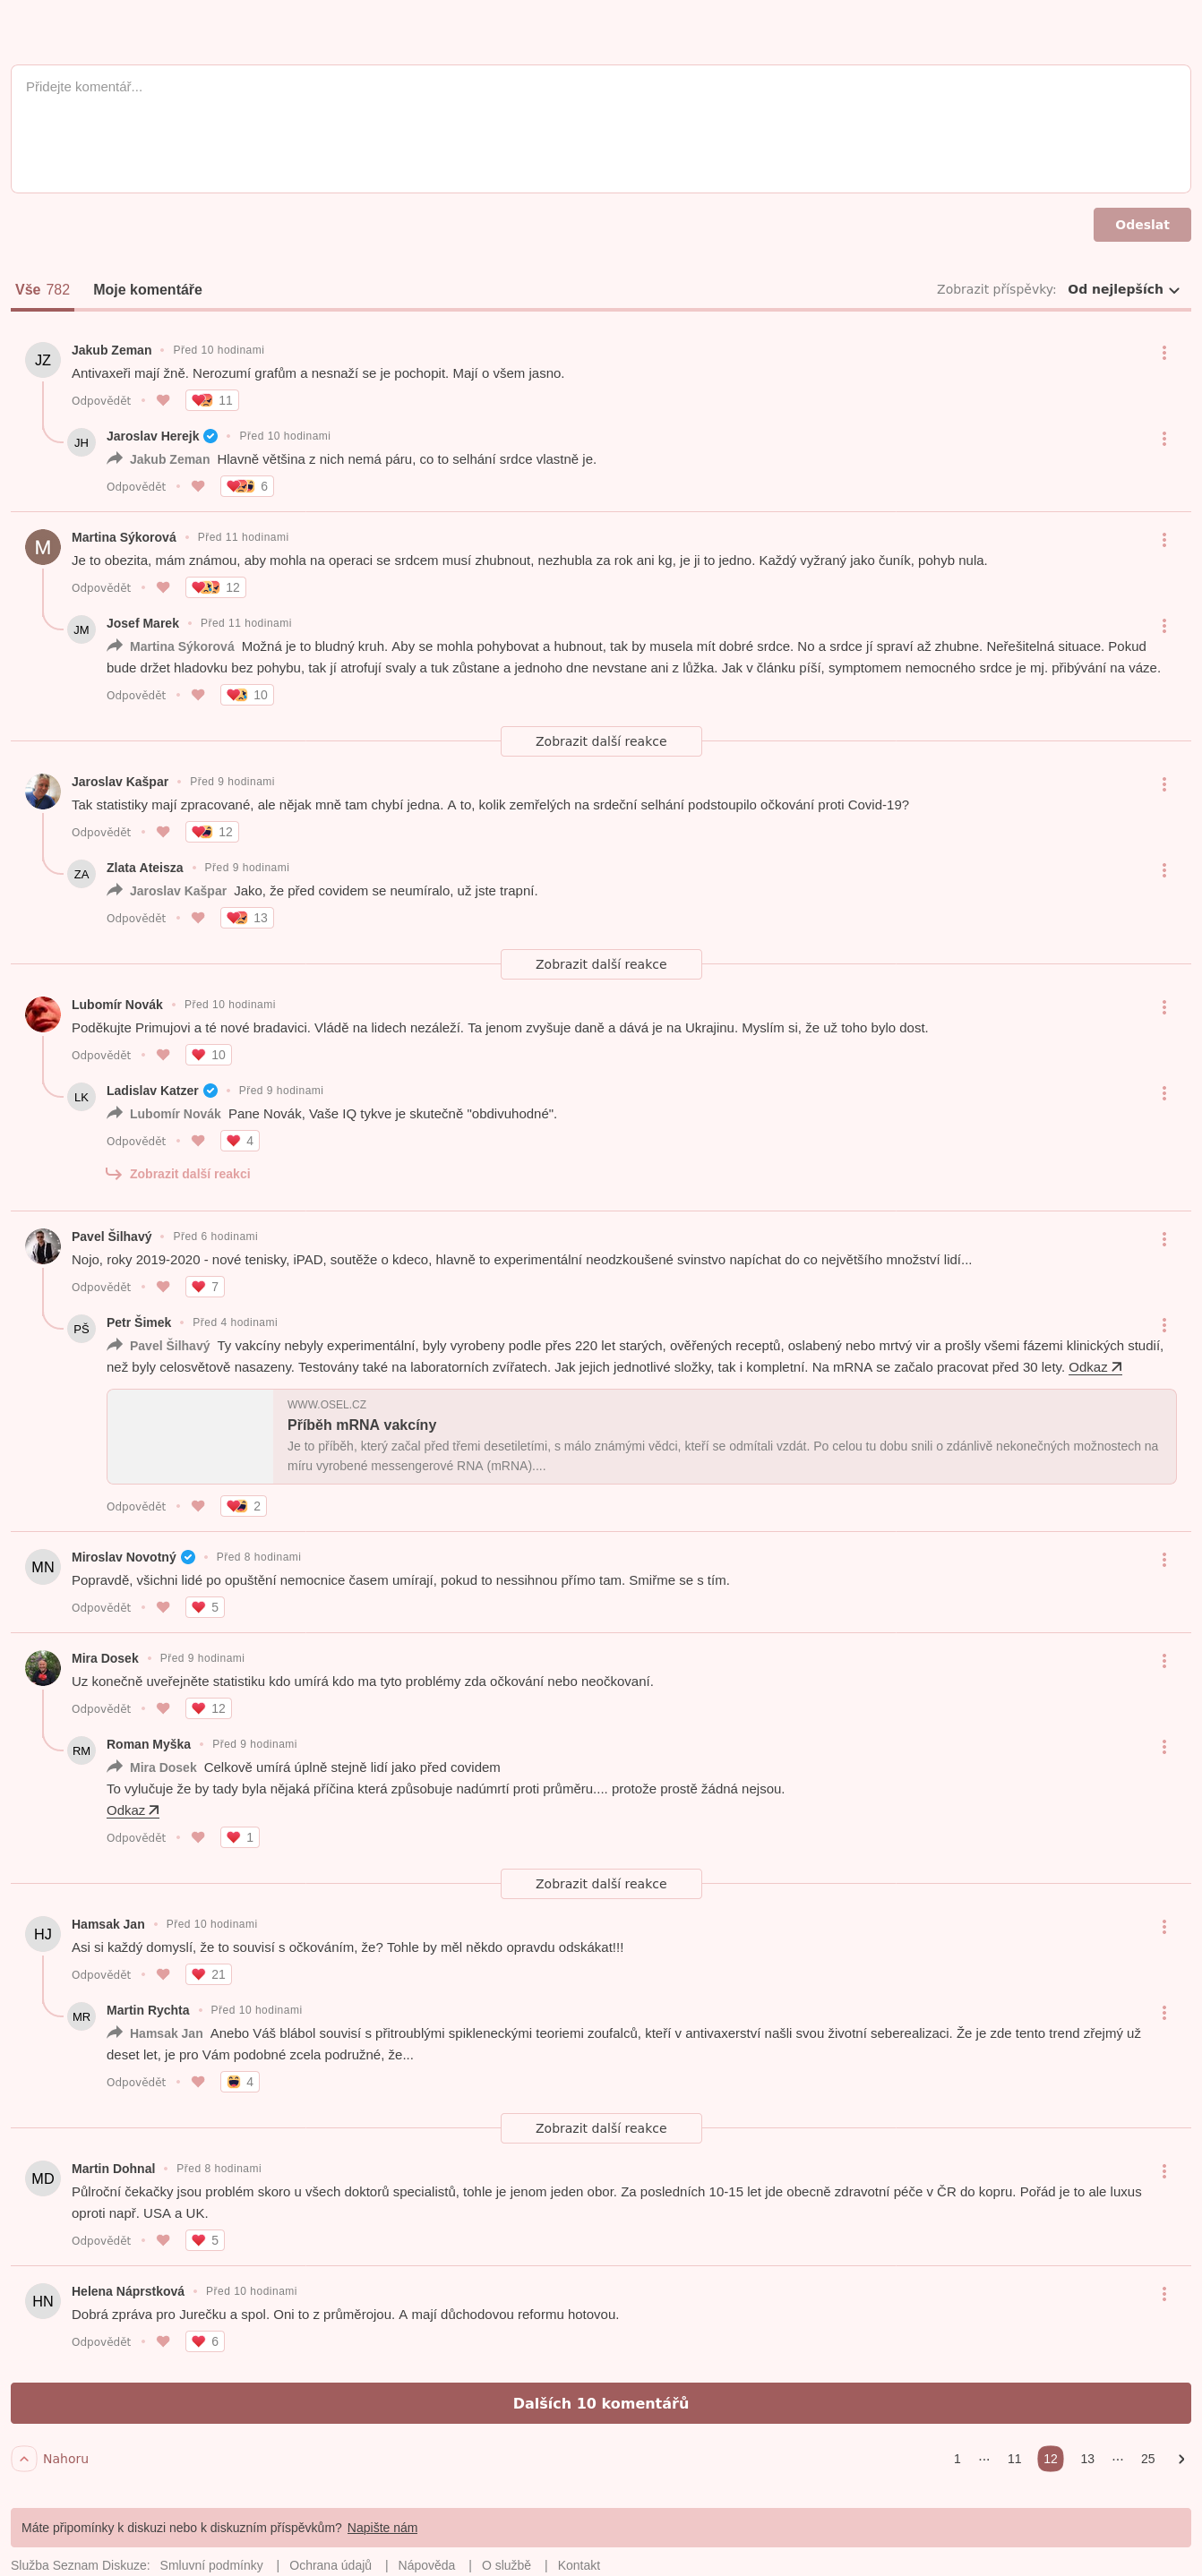 Přidejte komentář...
Odeslat
Vše 782 Moje komentáře Zobrazit příspěvky: Od nejlepších
JZ Jakub Zeman • Před 10 hodinami
Antivaxeři mají žně. Nerozumí grafům a nesnaží se je pochopit. Mají o všem jasno.
Odpovědět • 11
JH Jaroslav Herejk • Před 10 hodinami
Jakub Zeman Hlavně většina z nich nemá páru, co to selhání srdce vlastně je.
Odpovědět • 6
M Martina Sýkorová • Před 11 hodinami
Je to obezita, mám známou, aby mohla na operaci se srdcem musí zhubnout, nezhubla za rok ani kg, je ji to jedno. Každý vyžraný jako čuník, pohyb nula.
Odpovědět • 12
JM Josef Marek • Před 11 hodinami
Martina Sýkorová Možná je to bludný kruh. Aby se mohla pohybovat a hubnout, tak by musela mít dobré srdce. No a srdce jí spraví až zhubne. Neřešitelná situace. Pokud
bude držet hladovku bez pohybu, tak jí atrofují svaly a tuk zůstane a jednoho dne nevstane ani z lůžka. Jak v článku píší, symptomem nemocného srdce je mj. přibývání na váze.
Odpovědět • 10
Zobrazit další reakce
Jaroslav Kašpar • Před 9 hodinami
Tak statistiky mají zpracované, ale nějak mně tam chybí jedna. A to, kolik zemřelých na srdeční selhání podstoupilo očkování proti Covid-19?
Odpovědět • 12
ZA Zlata Ateisza • Před 9 hodinami
Jaroslav Kašpar Jako, že před covidem se neumíralo, už jste trapní.
Odpovědět • 13
Zobrazit další reakce
Lubomír Novák • Před 10 hodinami
Poděkujte Primujovi a té nové bradavici. Vládě na lidech nezáleží. Ta jenom zvyšuje daně a dává je na Ukrajinu. Myslím si, že už toho bylo dost.
Odpovědět • 10
LK Ladislav Katzer • Před 9 hodinami
Lubomír Novák Pane Novák, Vaše IQ tykve je skutečně "obdivuhodné".
Odpovědět • 4
Zobrazit další reakci
Pavel Šilhavý • Před 6 hodinami
Nojo, roky 2019-2020 - nové tenisky, iPAD, soutěže o kdeco, hlavně to experimentální neodzkoušené svinstvo napíchat do co největšího množství lidí...
Odpovědět • 7
PŠ Petr Šimek • Před 4 hodinami
Pavel Šilhavý Ty vakcíny nebyly experimentální, byly vyrobeny podle přes 220 let starých, ověřených receptů, oslabený nebo mrtvý vir a prošly všemi fázemi klinických studií,
než byly celosvětově nasazeny. Testovány také na laboratorních zvířatech. Jak jejich jednotlivé složky, tak i kompletní. Na mRNA se začalo pracovat před 30 lety. Odkaz
WWW.OSEL.CZ
Příběh mRNA vakcíny
Je to příběh, který začal před třemi desetiletími, s málo známými vědci, kteří se odmítali vzdát. Po celou tu dobu snili o zdánlivě nekonečných možnostech na
míru vyrobené messengerové RNA (mRNA)....
Odpovědět • 2
MN Miroslav Novotný • Před 8 hodinami
Popravdě, všichni lidé po opuštění nemocnice časem umírají, pokud to nessihnou přímo tam. Smiřme se s tím.
Odpovědět • 5
Mira Dosek • Před 9 hodinami
Uz konečně uveřejněte statistiku kdo umírá kdo ma tyto problémy zda očkování nebo neočkovaní.
Odpovědět • 12
RM Roman Myška • Před 9 hodinami
Mira Dosek Celkově umírá úplně stejně lidí jako před covidem
To vylučuje že by tady byla nějaká příčina která způsobuje nadúmrtí proti průměru.... protože prostě žádná nejsou.
Odkaz
Odpovědět • 1
Zobrazit další reakce
HJ Hamsak Jan • Před 10 hodinami
Asi si každý domyslí, že to souvisí s očkováním, že? Tohle by měl někdo opravdu odskákat!!!
Odpovědět • 21
MR Martin Rychta • Před 10 hodinami
Hamsak Jan Anebo Váš blábol souvisí s přitroublými spikleneckými teoriemi zoufalců, kteří v antivaxerství našli svou životní seberealizaci. Že je zde tento trend zřejmý už
deset let, je pro Vám podobné zcela podružné, že...
Odpovědět • 4
Zobrazit další reakce
MD Martin Dohnal • Před 8 hodinami
Půlroční čekačky jsou problém skoro u všech doktorů specialistů, tohle je jenom jeden obor. Za posledních 10-15 let jde obecně zdravotní péče v ČR do kopru. Pořád je to ale luxus
oproti např. USA a UK.
Odpovědět • 5
HN Helena Náprstková • Před 10 hodinami
Dobrá zpráva pro Jurečku a spol. Oni to z průměrojou. A mají důchodovou reformu hotovou.
Odpovědět • 6
Dalších 10 komentářů
Nahoru 1 ... 11 12 13 ... 25
Máte připomínky k diskuzi nebo k diskuzním příspěvkům? Napište nám
Služba Seznam Diskuze: Smluvní podmínky | Ochrana údajů | Nápověda | O službě | Kontakt